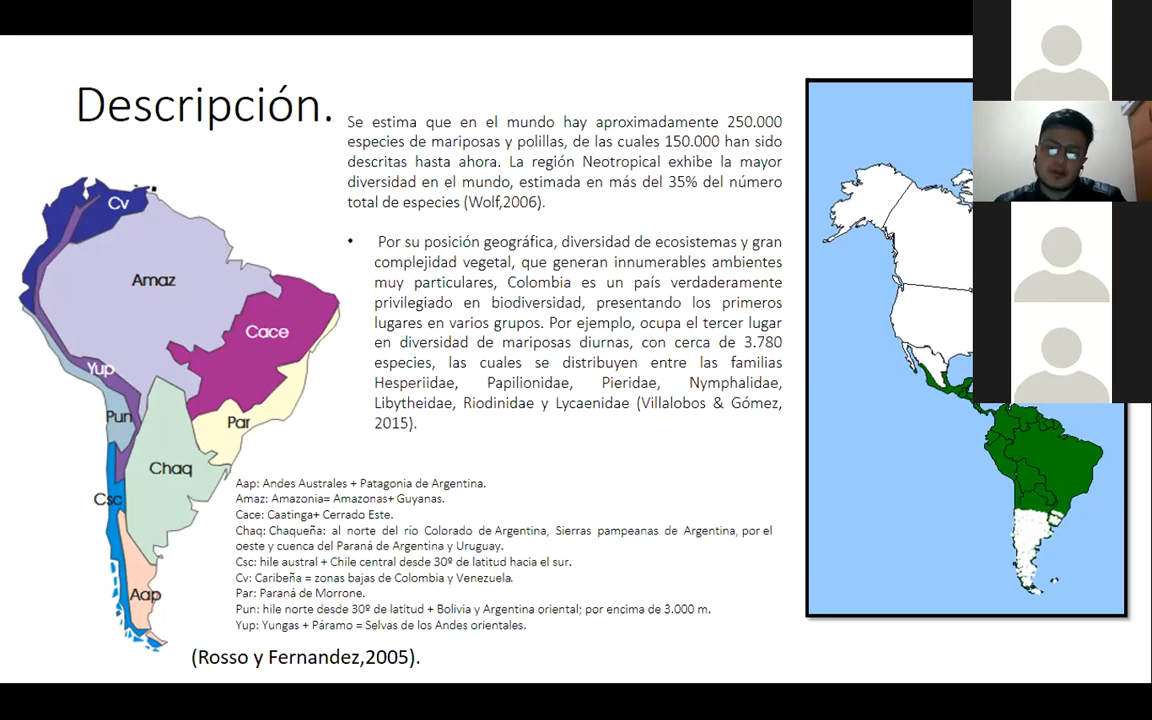 Descripción.
Se estima que en el mundo hay aproximadamente 250.000
especies de mariposas y polillas, de las cuales 150.000 han sido
descritas hasta ahora. La región Neotropical exhibe la mayor
diversidad en el mundo, estimada en más del 35% del número
total de especies (Wolf,2006).
• Por su posición geográfica, diversidad de ecosistemas y gran
complejidad vegetal, que generan innumerables ambientes
muy particulares, Colombia es un país verdaderamente
privilegiado en biodiversidad, presentando los primeros
lugares en varios grupos. Por ejemplo, ocupa el tercer lugar
en diversidad de mariposas diurnas, con cerca de 3.780
especies, las cuales se distribuyen entre las familias
Hesperiidae, Papilionidae, Pieridae, Nymphalidae,
Libytheidae, Riodinidae y Lycaenidae (Villalobos & Gómez,
2015).
Cv
Amaz
Cace
Yup
Pun
Par
Chaq
Csc
Aap
Aap: Andes Australes + Patagonia de Argentina.
Amaz: Amazonia= Amazonas+ Guyanas.
Cace: Caatinga+ Cerrado Este.
Chaq: Chaqueña: al norte del río Colorado de Argentina, Sierras pampeanas de Argentina, por el
oeste y cuenca del Paraná de Argentina y Uruguay.
Csc: hile austral + Chile central desde 30º de latitud hacia el sur.
Cv: Caribeña = zonas bajas de Colombia y Venezuela.
Par: Paraná de Morrone.
Pun: hile norte desde 30º de latitud + Bolivia y Argentina oriental; por encima de 3.000 m.
Yup: Yungas + Páramo = Selvas de los Andes orientales.
(Rosso y Fernandez,2005).